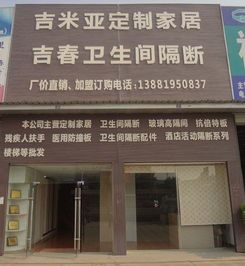 吉米亚定制家居
吉春卫生间隔断
厂价直销、加盟订购电话:13881950837
本公司主营定制家居 卫生间隔断 玻璃高隔间 抗倍特板
残疾人扶手 医用防撞板 卫生间隔断配件 酒店活动隔断系列
楼梯等批发